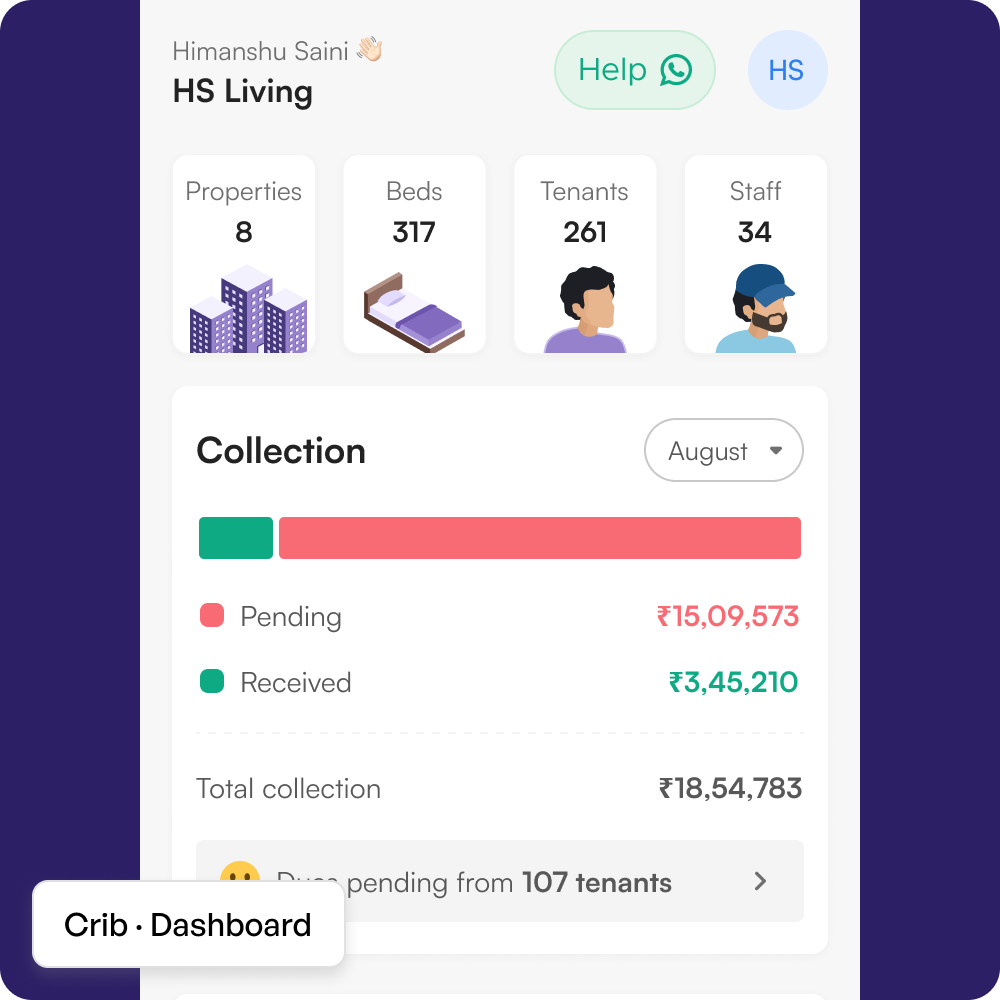 Himanshu Saini 👋🏻
HS Living
Help
HS
Properties
8
Beds
317
Tenants
261
Staff
34
Collection
August
Pending
₹15,09,573
Received
₹3,45,210
Total collection
₹18,54,783
pending from 107 tenants
Crib · Dashboard